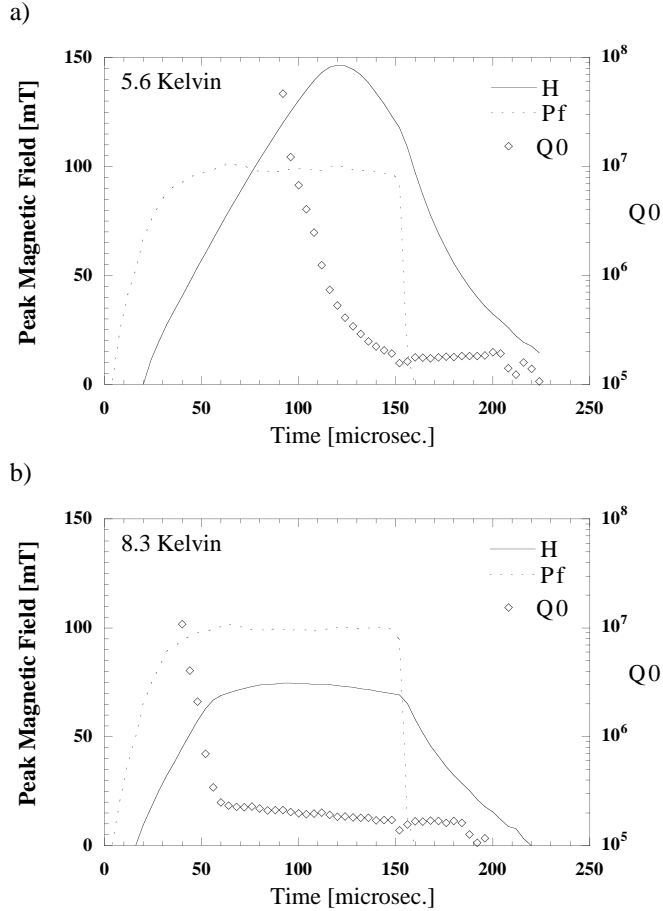 a)
150
10^8
5.6 Kelvin
H
Pf
Q0
100
10^7
Peak Magnetic Field [mT]
Q0
50
10^6
0
10^5
0 50 100 150 200 250
Time [microsec.]
b)
150
10^8
8.3 Kelvin
H
Pf
Q0
100
10^7
Peak Magnetic Field [mT]
Q0
50
10^6
0
10^5
0 50 100 150 200 250
Time [microsec.]